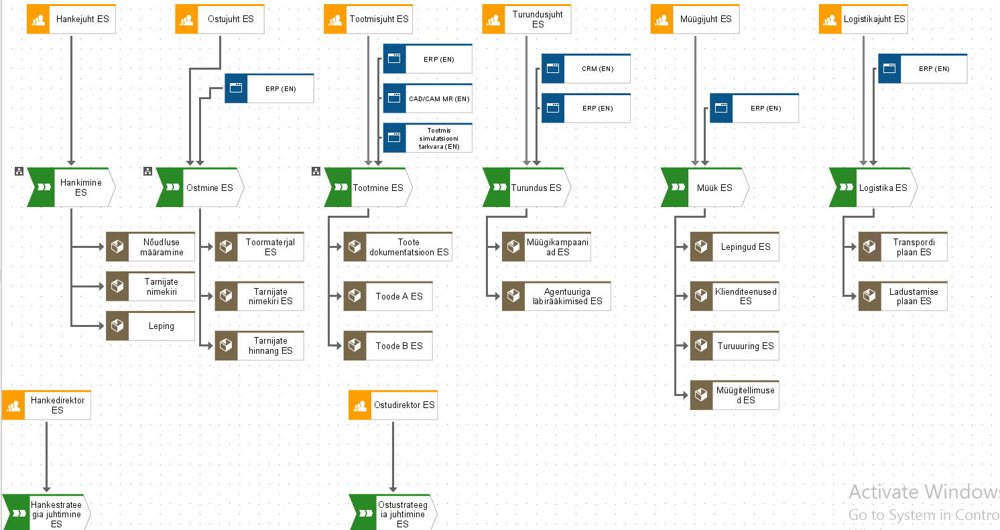 Hankejuht ES
Ostujuht ES
Tootmisjuht ES
Turundusjuht
ES
Müügijuht ES
Logistikajuht ES
ERP (EN)
ERP (EN)
CAD/CAM MR (EN)
Tootmis
simulatsiooni
tarkvara (EN)
CRM (EN)
ERP (EN)
ERP (EN)
ERP (EN)
Hankimine
ES
Ostmine ES
Tootmine ES
Turundus ES
Müük ES
Logistika ES
Nõudluse
määramine
Tarnijate
nimekiri
Leping
Toormaterjal
ES
Tarnijate
nimekiri ES
Tarnijate
hinnang ES
Toote
dokumentatsioon ES
Toode A ES
Toode B ES
Müügikampaani
ad ES
Agentuuriga
läbirääkimised ES
Lepingud ES
Klienditeenused
ES
Turuuuring ES
Müügitellimuse
d ES
Transpordi
plaan ES
Ladustamise
plaan ES
Hankedirektor
ES
Ostudirektor ES
Hankestratee
gia juhtimine
ES
Ostustrateeg
ia juhtimine
ES
Activate Windows
Go to System in Contro